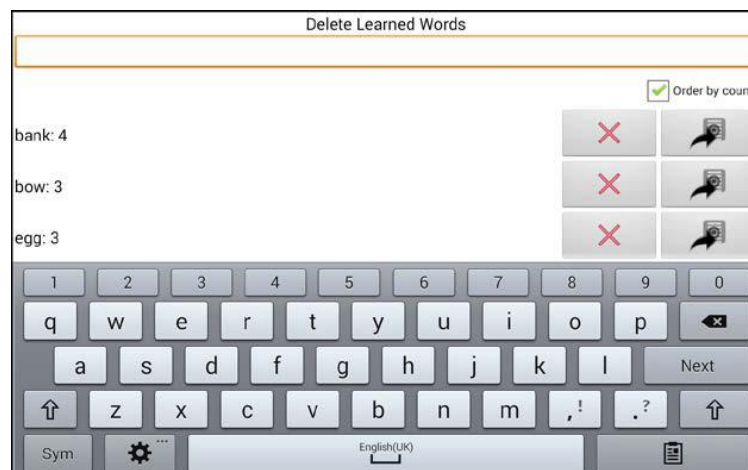 Delete Learned Words
Order by coun
bank: 4
bow: 3
egg: 3
1 2 3 4 5 6 7 8 9 0
q w e r t y u i o p
a s d f g h j k l Next
z x c v b n m ,! .?
Sym ... English(UK)